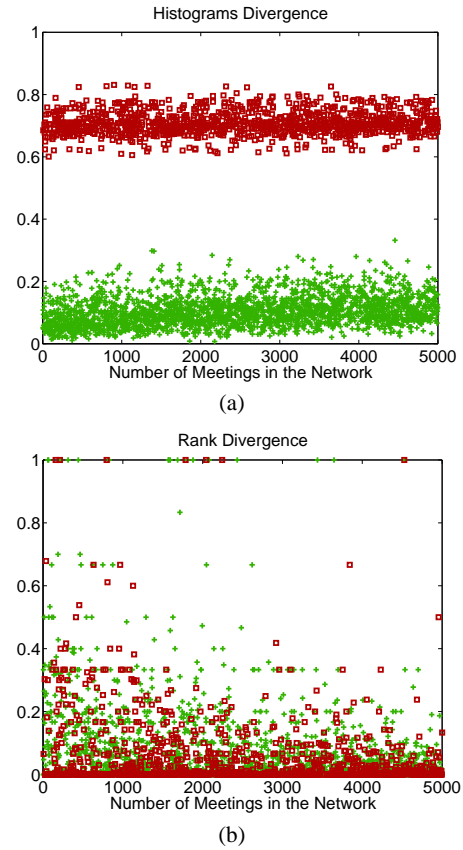 Histograms Divergence
1
0.8
0.6
0.4
0.2
0
0 1000 2000 3000 4000 5000
Number of Meetings in the Network
(a)
Rank Divergence
1
0.8
0.6
0.4
0.2
0
0 1000 2000 3000 4000 5000
Number of Meetings in the Network
(b)